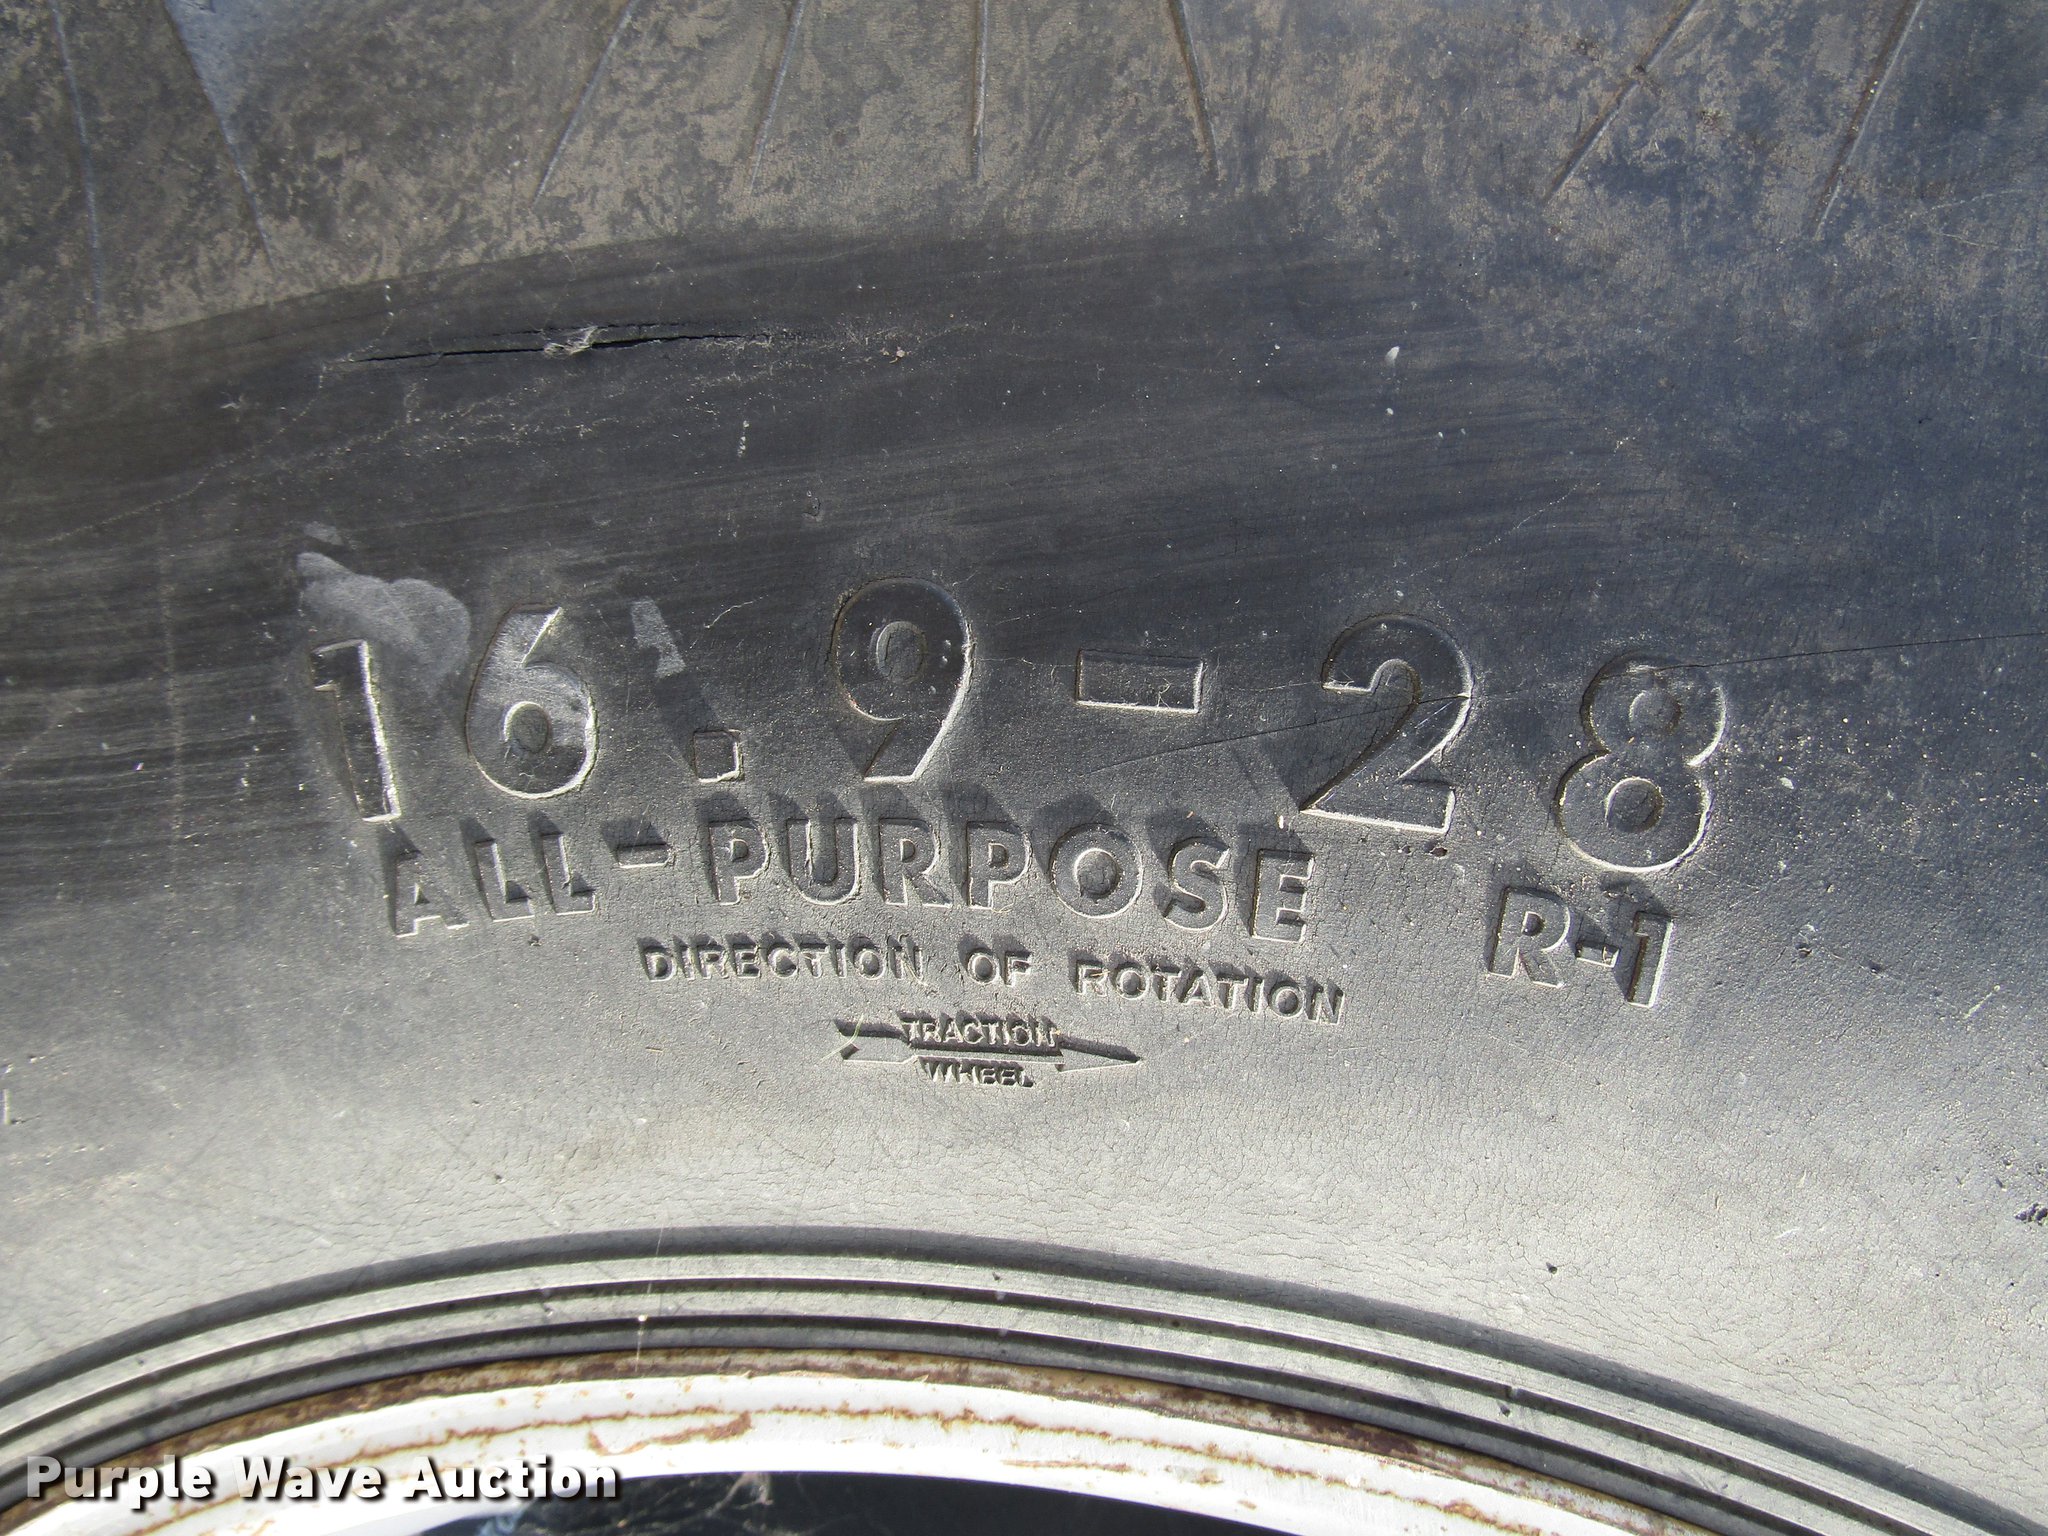 16.9-28
ALL-PURPOSE R-1
DIRECTION OF ROTATION
TRACTION
WHEEL
Purple Wave Auction